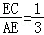 EC/AE = 1/3